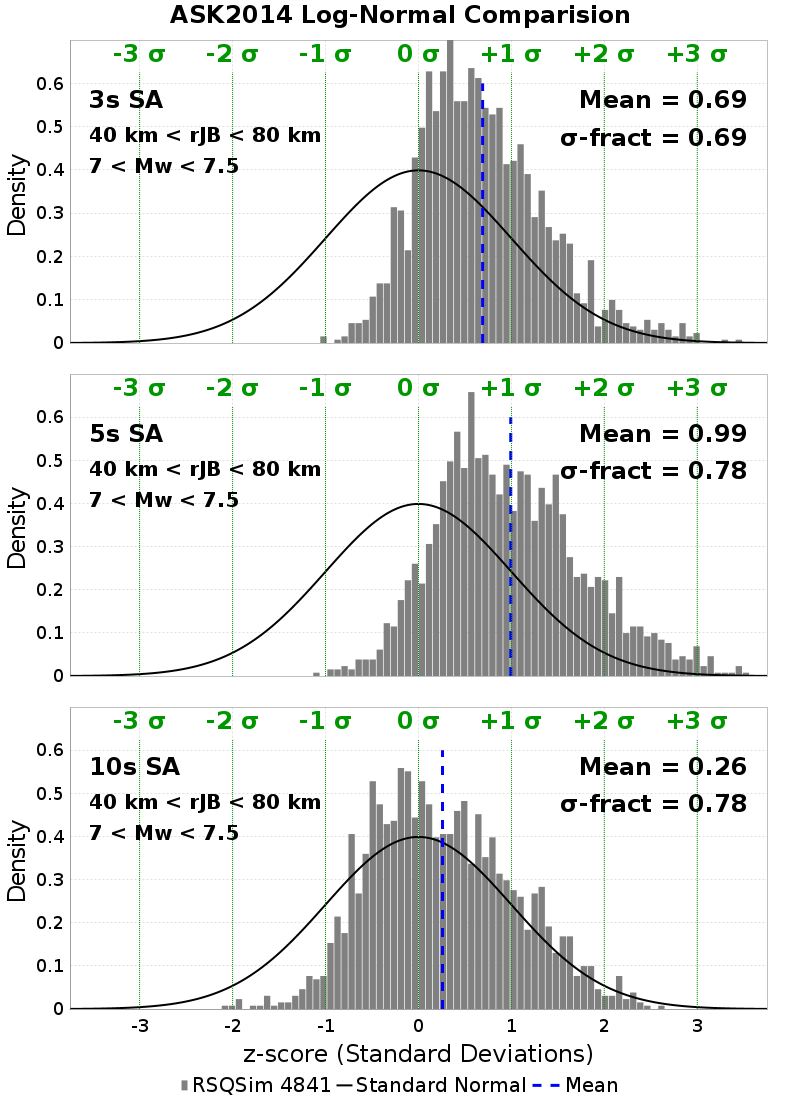 ASK2014 Log-Normal Comparision
-3 σ -2 σ -1 σ 0 σ +1 σ +2 σ +3 σ
3s SA
Mean = 0.69
40 km < rJB < 80 km
σ-fract = 0.69
7 < Mw < 7.5
Density
0.6
0.5
0.4
0.3
0.2
0.1
0
-3 σ -2 σ -1 σ 0 σ +1 σ +2 σ +3 σ
5s SA
Mean = 0.99
40 km < rJB < 80 km
σ-fract = 0.78
7 < Mw < 7.5
Density
0.6
0.5
0.4
0.3
0.2
0.1
0
-3 σ -2 σ -1 σ 0 σ +1 σ +2 σ +3 σ
10s SA
Mean = 0.26
40 km < rJB < 80 km
σ-fract = 0.78
7 < Mw < 7.5
Density
0.6
0.5
0.4
0.3
0.2
0.1
0
-3 -2 -1 0 1 2 3
z-score (Standard Deviations)
RSQSim 4841 Standard Normal Mean